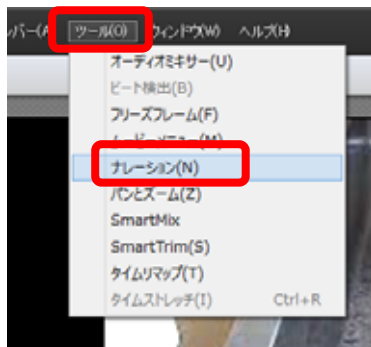 ツール(O) ウィンドウ(W) ヘルプ(H)
オーディオミキサー(U)
ビート検出(B)
フリーズフレーム(F)
ナレーション(N)
パンとズーム(Z)
SmartMix
SmartTrim(S)
タイムリマップ(T)
タイムストレッチ(I) Ctrl+R